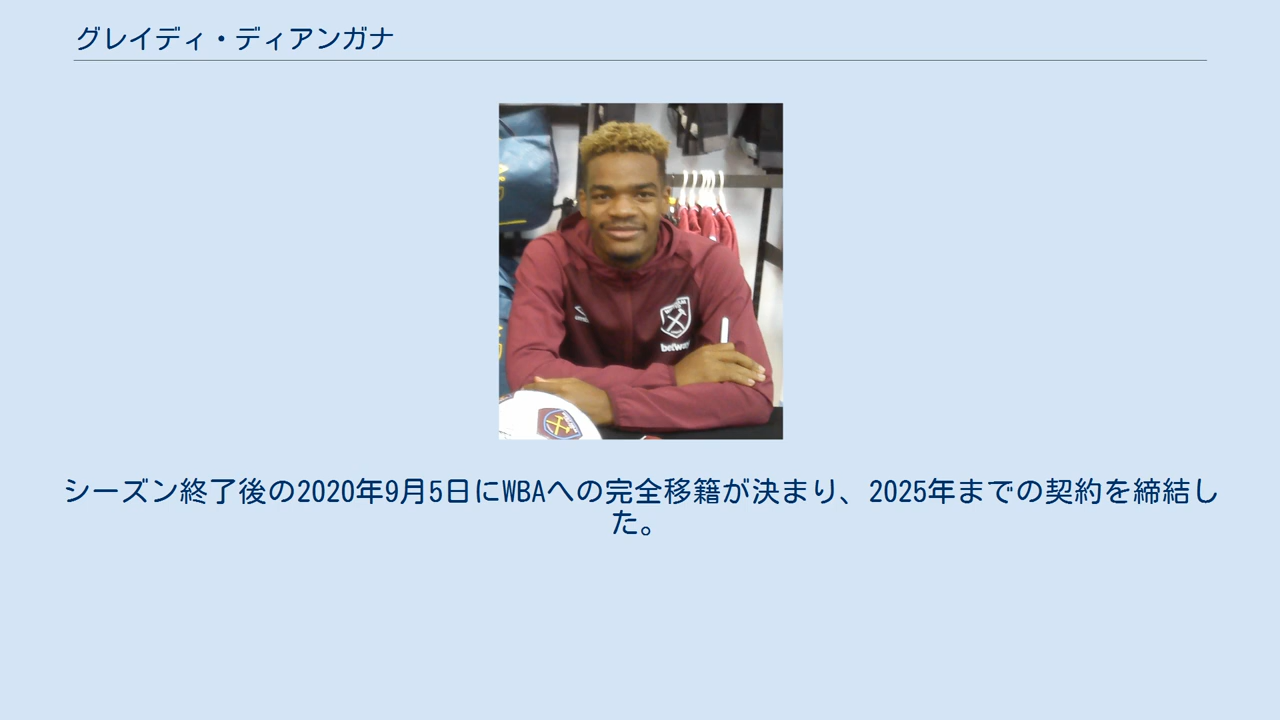 グレイディ・ディアンガナ
betway
シーズン終了後の2020年9月5日にWBAへの完全移籍が決まり、2025年までの契約を締結し
た。